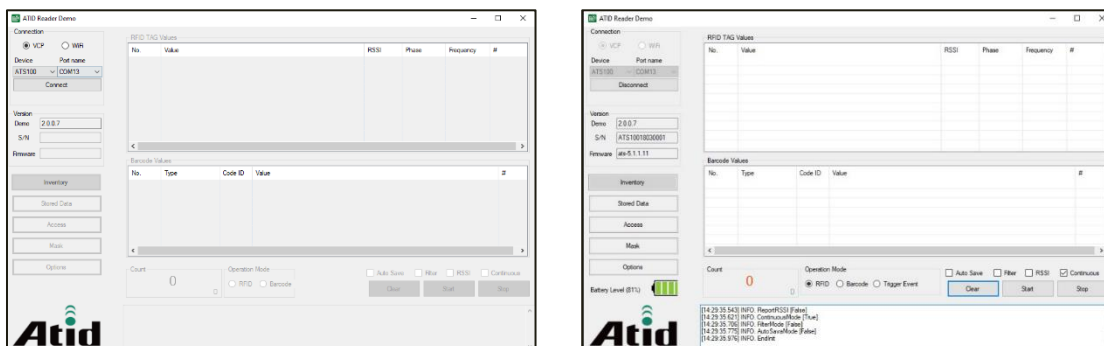 ATID Reader Demo
Connection
VCP WiFi
Device Port name
ATS100 COM13
Connect
Version
Demo 2.0.0.7
S/N
Firmware
Inventory
Stored Data
Access
Mask
Options
Atid
RFID TAG Values
No. Value RSSI Phase Frequency #
Barcode Values
No. Type Code ID Value #
Count
0
D
Operation Mode
RFID Barcode
Auto Save Filter RSSI Continuous
Clear Start Stop
ATID Reader Demo
Connection
VCP WiFi
Device Port name
ATS100 COM13
Disconnect
Version
Demo 2.0.0.7
S/N ATS10018030001
Firmware ats-5.1.1.11
Inventory
Stored Data
Access
Mask
Options
Battery Level (81%)
Atid
RFID TAG Values
No. Value RSSI Phase Frequency #
Barcode Values
No. Type Code ID Value #
Count
0
D
Operation Mode
RFID Barcode Trigger Event
Auto Save Filter RSSI Continuous
Clear Start Stop
[14:29:35.543] INFO. ReportRSSI [False]
[14:29:35.621] INFO. ContinuousMode [True]
[14:29:35.706] INFO. FilterMode [False]
[14:29:35.775] INFO. AutoSaveMode [False]
[14:29:35.976] INFO. EndInit